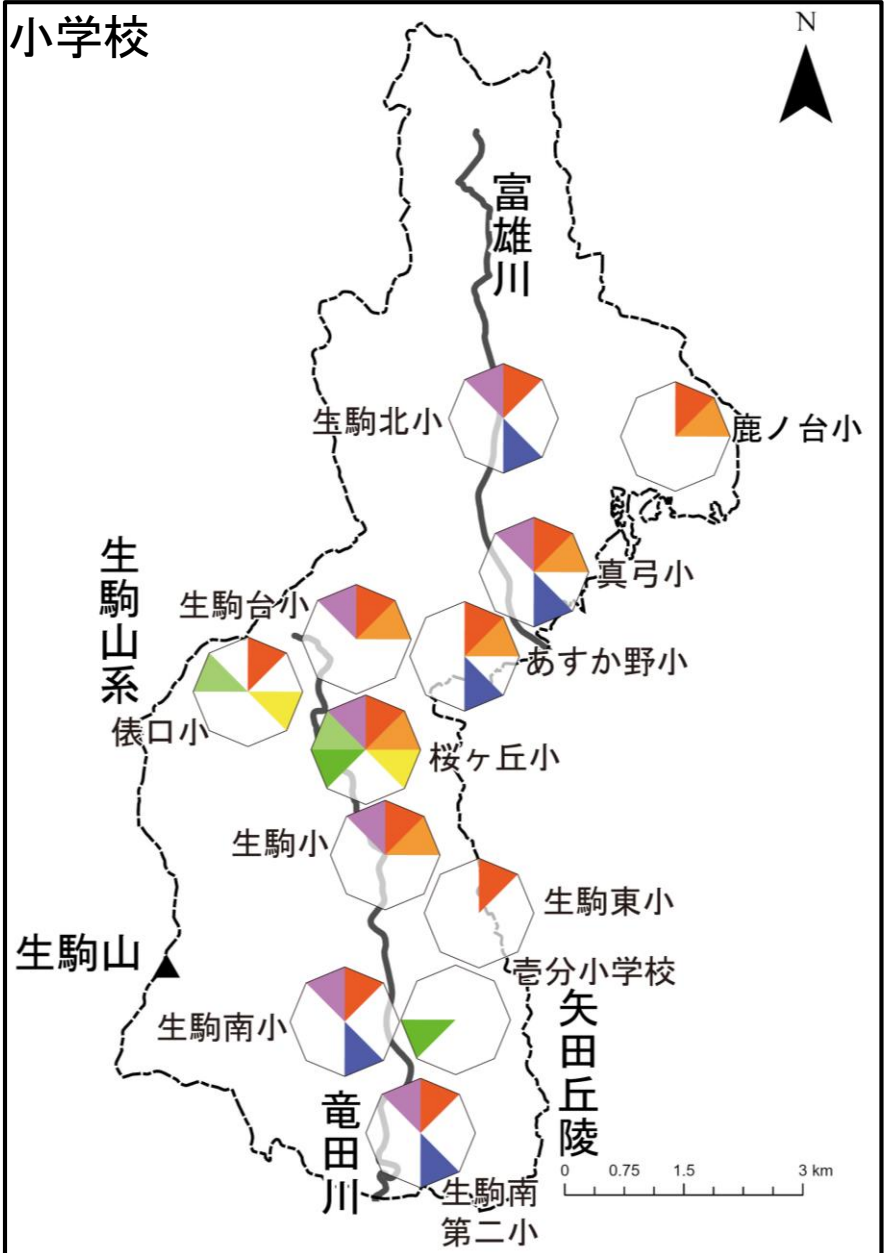 小学校
N
富雄川
生駒北小
鹿ノ台小
生駒山系
真弓小
生駒台小
あすか野小
俵口小
桜ヶ丘小
生駒小
生駒東小
生駒山
壱分小学校
生駒南小
矢田丘陵
竜田川
0 0.75 1.5 3 km
生駒南
第二小